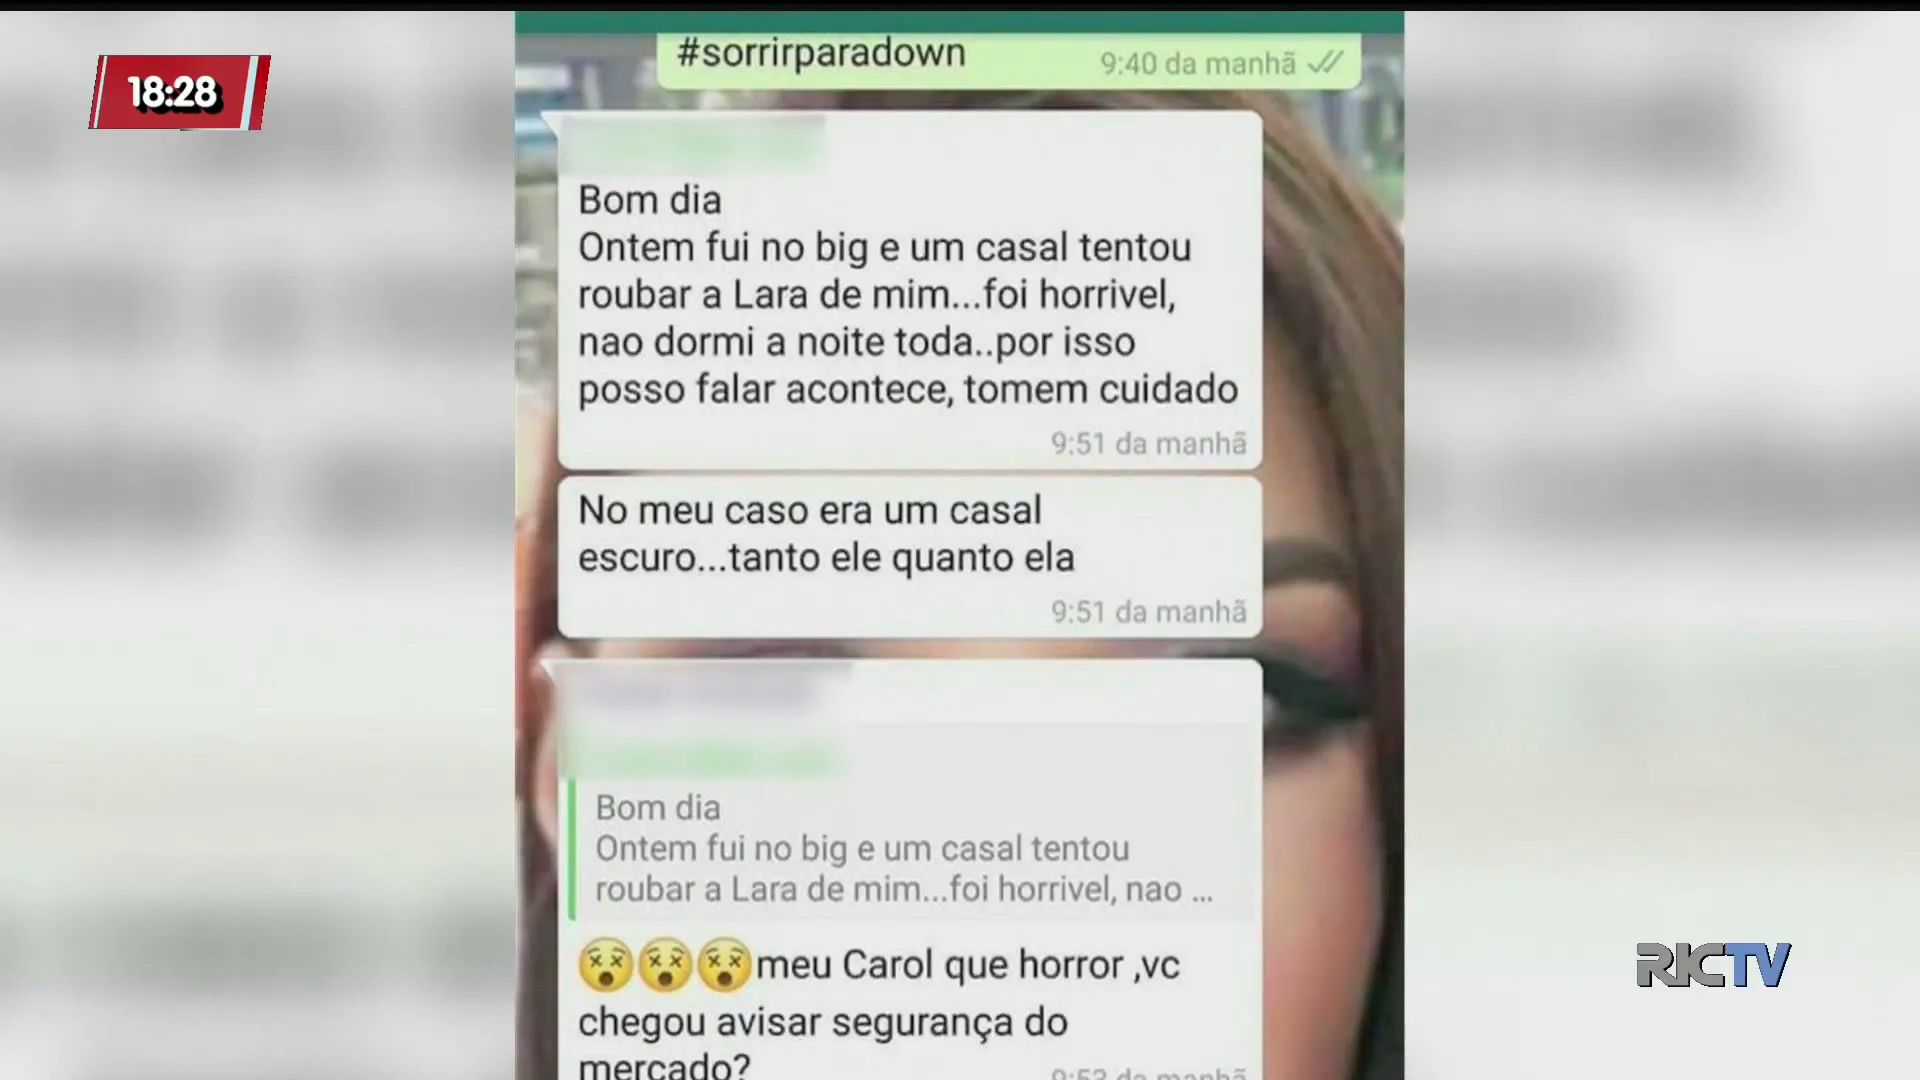 18:28
#sorrirparadown
9:40 da manhã
Bom dia
Ontem fui no big e um casal tentou
roubar a Lara de mim...foi horrivel,
nao dormi a noite toda..por isso
posso falar acontece, tomem cuidado
9:51 da manhã
No meu caso era um casal
escuro...tanto ele quanto ela
9:51 da manhã
Bom dia
Ontem fui no big e um casal tentou
roubar a Lara de mim...foi horrivel, nao ...
😵😵😵meu Carol que horror ,vc
chegou avisar segurança do
mercado?
9:53 da manhã
RICTV